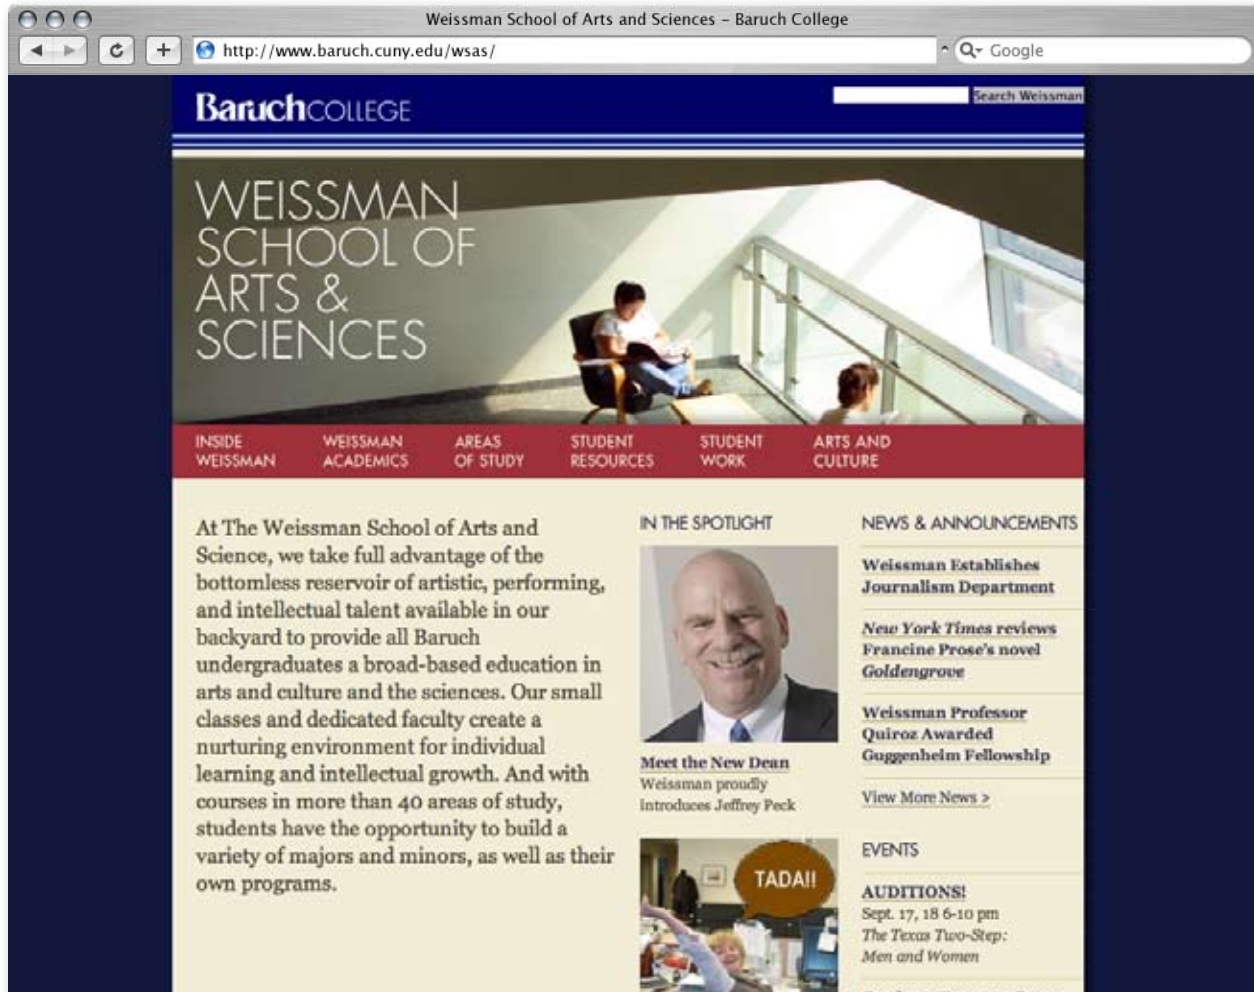 Weissman School of Arts and Sciences – Baruch College
http://www.baruch.cuny.edu/wsas/
Google
BaruchCOLLEGE
Search Weissman
WEISSMAN
SCHOOL OF
ARTS &
SCIENCES
INSIDE
WEISSMAN
WEISSMAN
ACADEMICS
AREAS
OF STUDY
STUDENT
RESOURCES
STUDENT
WORK
ARTS AND
CULTURE
At The Weissman School of Arts and
Science, we take full advantage of the
bottomless reservoir of artistic, performing,
and intellectual talent available in our
backyard to provide all Baruch
undergraduates a broad-based education in
arts and culture and the sciences. Our small
classes and dedicated faculty create a
nurturing environment for individual
learning and intellectual growth. And with
courses in more than 40 areas of study,
students have the opportunity to build a
variety of majors and minors, as well as their
own programs.
IN THE SPOTLIGHT
Meet the New Dean
Weissman proudly
introduces Jeffrey Peck
TADA!!
NEWS & ANNOUNCEMENTS
Weissman Establishes
Journalism Department
New York Times reviews
Francine Prose's novel
Goldengrove
Weissman Professor
Quiroz Awarded
Guggenheim Fellowship
View More News >
EVENTS
AUDITIONS!
Sept. 17, 18 6-10 pm
The Texas Two-Step:
Men and Women